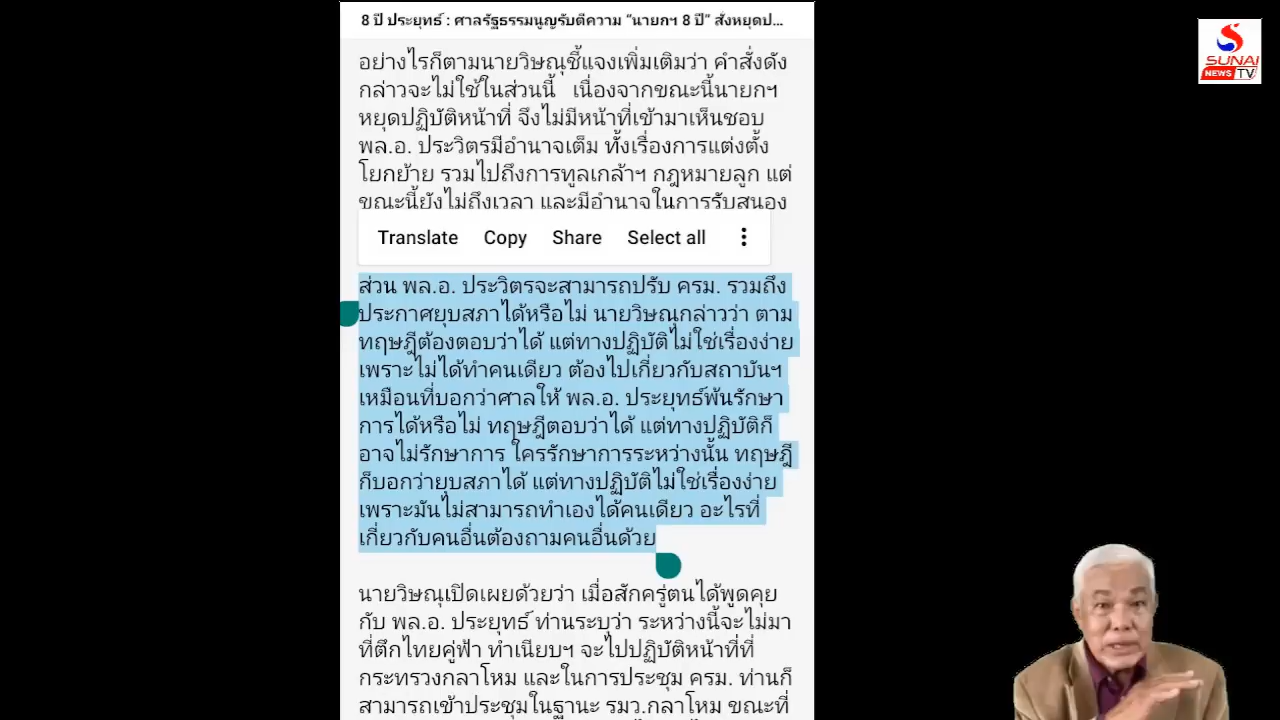 8 ปี ประยุทธ์ : ศาลรัฐธรรมนูญรับตีความ “นายกฯ 8 ปี” สั่งหยุดป...
SUNAI
NEWS TV
อย่างไรก็ตามนายวิษณุชี้แจงเพิ่มเติมว่า คำสั่งดัง
กล่าวจะไม่ใช้ในส่วนนี้ เนื่องจากขณะนี้นายกฯ
หยุดปฏิบัติหน้าที่ จึงไม่มีหน้าที่เข้ามาเห็นชอบ
พล.อ. ประวิตรมีอำนาจเต็ม ทั้งเรื่องการแต่งตั้ง
โยกย้าย รวมไปถึงการทูลเกล้าฯ กฎหมายลูก แต่
ขณะนี้ยังไม่ถึงเวลา และมีอำนาจในการรับสนอง
Translate Copy Share Select all
ส่วน พล.อ. ประวิตรจะสามารถปรับ ครม. รวมถึง
ประกาศยุบสภาได้หรือไม่ นายวิษณุกล่าวว่า ตาม
ทฤษฎีต้องตอบว่าได้ แต่ทางปฏิบัติไม่ใช่เรื่องง่าย
เพราะไม่ได้ทำคนเดียว ต้องไปเกี่ยวกับสถาบันฯ
เหมือนที่บอกว่าศาลให้ พล.อ. ประยุทธ์พ้นรักษา
การได้หรือไม่ ทฤษฎีตอบว่าได้ แต่ทางปฏิบัติก็
อาจไม่รักษาการ ใครรักษาการระหว่างนั้น ทฤษฎี
ก็บอกว่ายุบสภาได้ แต่ทางปฏิบัติไม่ใช่เรื่องง่าย
เพราะมันไม่สามารถทำเองได้คนเดียว อะไรที่
เกี่ยวกับคนอื่นต้องถามคนอื่นด้วย
นายวิษณุเปิดเผยด้วยว่า เมื่อสักครู่ตนได้พูดคุย
กับ พล.อ. ประยุทธ์ ท่านระบุว่า ระหว่างนี้จะไม่มา
ที่ตึกไทยคู่ฟ้า ทำเนียบฯ จะไปปฏิบัติหน้าที่ที่
กระทรวงกลาโหม และในการประชุม ครม. ท่านก็
สามารถเข้าประชุมในฐานะ รมว.กลาโหม ขณะที่